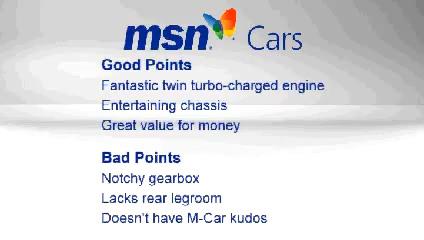 msn Cars
Good Points
Fantastic twin turbo-charged engine
Entertaining chassis
Great value for money
Bad Points
Notchy gearbox
Lacks rear legroom
Doesn't have M-Car kudos